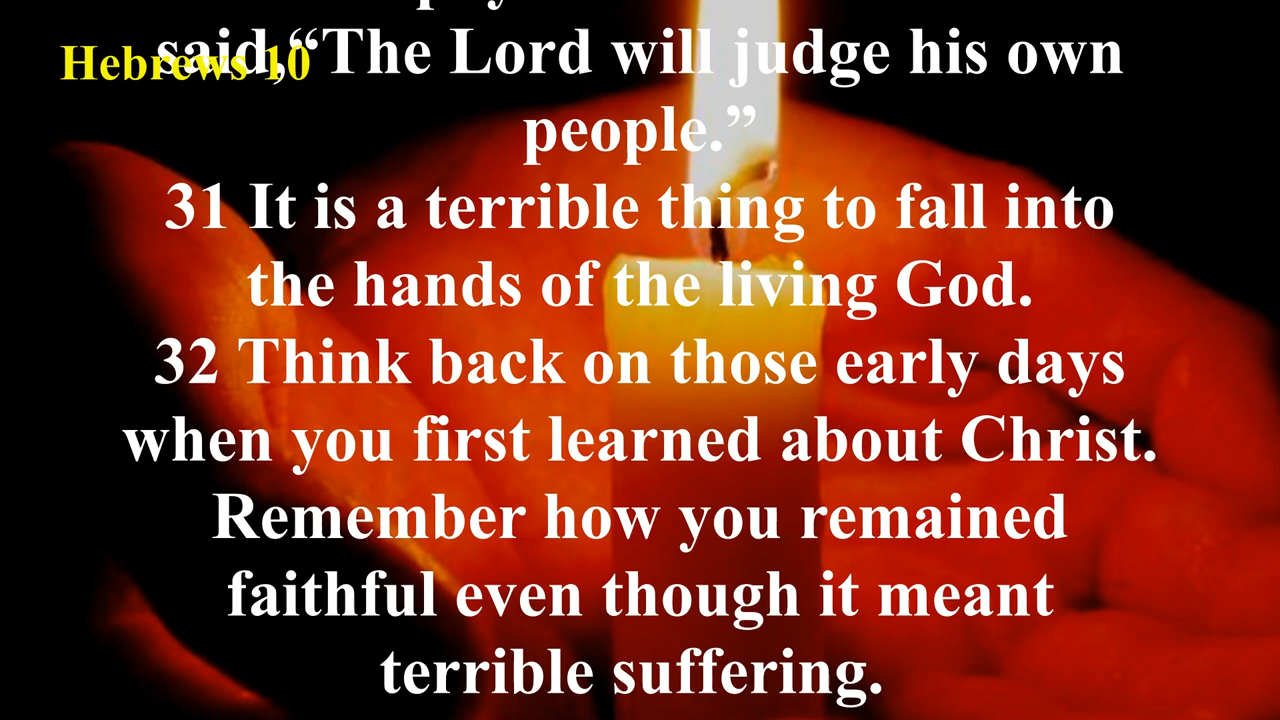 said,“The Lord will judge his own
Hebrews 10
people.”
31 It is a terrible thing to fall into
the hands of the living God.
32 Think back on those early days
when you first learned about Christ.
Remember how you remained
faithful even though it meant
terrible suffering.